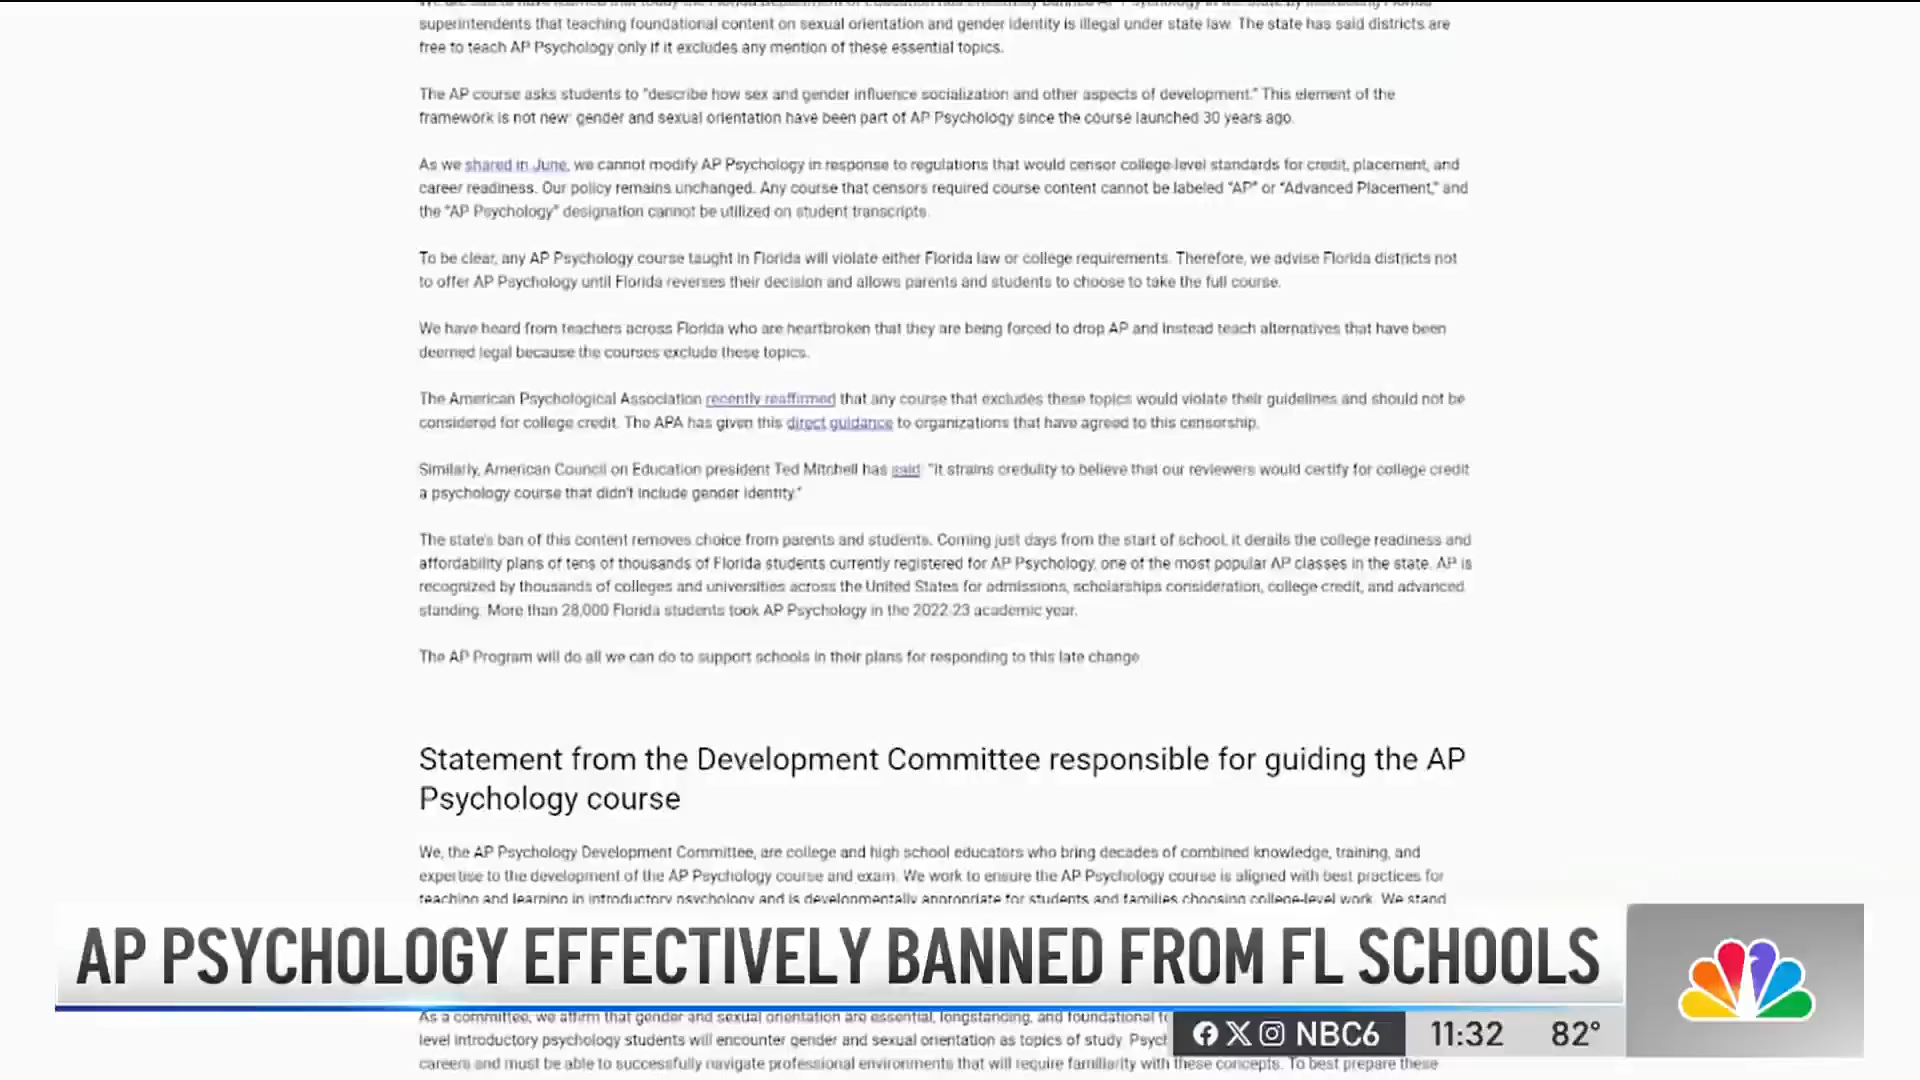 superintendents that teaching foundational content on sexual orientation and gender identity is illegal under state law. The state has said districts are
free to teach AP Psychology only if it excludes any mention of these essential topics.
The AP course asks students to "describe how sex and gender influence socialization and other aspects of development." This element of the
framework is not new: gender and sexual orientation have been part of AP Psychology since the course launched 30 years ago.
As we shared in June, we cannot modify AP Psychology in response to regulations that would censor college-level standards for credit, placement, and
career readiness. Our policy remains unchanged. Any course that censors required course content cannot be labeled "AP" or "Advanced Placement," and
the "AP Psychology" designation cannot be utilized on student transcripts.
To be clear, any AP Psychology course taught in Florida will violate either Florida law or college requirements. Therefore, we advise Florida districts not
to offer AP Psychology until Florida reverses their decision and allows parents and students to choose to take the full course.
We have heard from teachers across Florida who are heartbroken that they are being forced to drop AP and instead teach alternatives that have been
deemed legal because the courses exclude these topics.
The American Psychological Association recently reaffirmed that any course that excludes these topics would violate their guidelines and should not be
considered for college credit. The APA has given this direct guidance to organizations that have agreed to this censorship.
Similarly, American Council on Education president Ted Mitchell has said: "It strains credulity to believe that our reviewers would certify for college credit
a psychology course that didn't include gender identity."
The state's ban of this content removes choice from parents and students. Coming just days from the start of school, it derails the college readiness and
affordability plans of tens of thousands of Florida students currently registered for AP Psychology, one of the most popular AP classes in the state. AP is
recognized by thousands of colleges and universities across the United States for admissions, scholarships consideration, college credit, and advanced
standing. More than 28,000 Florida students took AP Psychology in the 2022-23 academic year.
The AP Program will do all we can do to support schools in their plans for responding to this late change
Statement from the Development Committee responsible for guiding the AP
Psychology course
We, the AP Psychology Development Committee, are college and high school educators who bring decades of combined knowledge, training, and
expertise to the development of the AP Psychology course and exam. We work to ensure the AP Psychology course is aligned with best practices for
teaching and learning in introductory psychology and is developmentally appropriate for students and families choosing college-level work. We stand
AP PSYCHOLOGY EFFECTIVELY BANNED FROM FL SCHOOLS
As a committee, we affirm that gender and sexual orientation are essential, longstanding, and foundational
level introductory psychology students will encounter gender and sexual orientation as topics of study. Psyc
careers and must be able to successfully navigate professional environments that will require familiarity with these concepts. To best prepare these
NBC6 11:32 82°